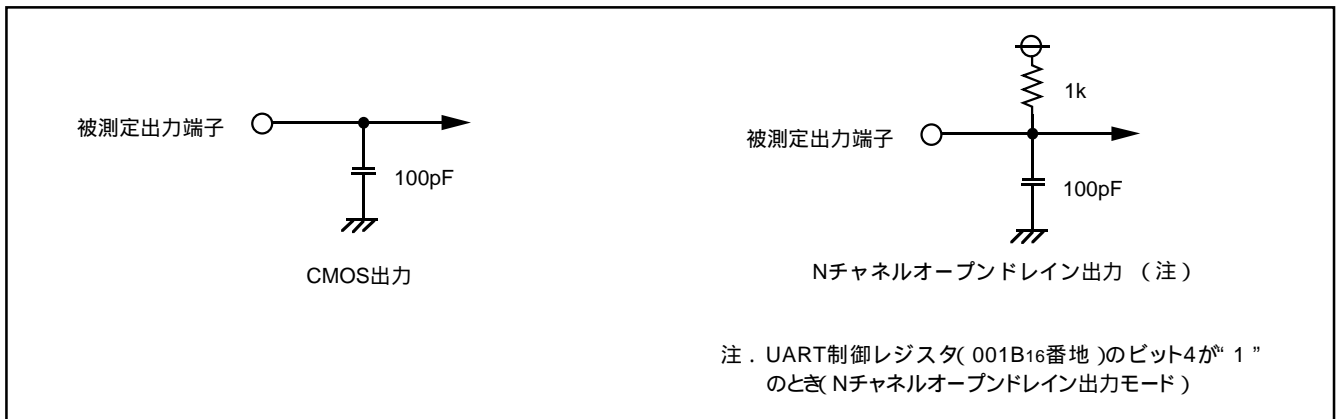 被測定出力端子
100pF
CMOS出力
1k
被測定出力端子
100pF
Nチャネルオープンドレイン出力 （注）
注．UART制御レジスタ（001B16番地）のビット4が“1”
のとき（Nチャネルオープンドレイン出力モード）